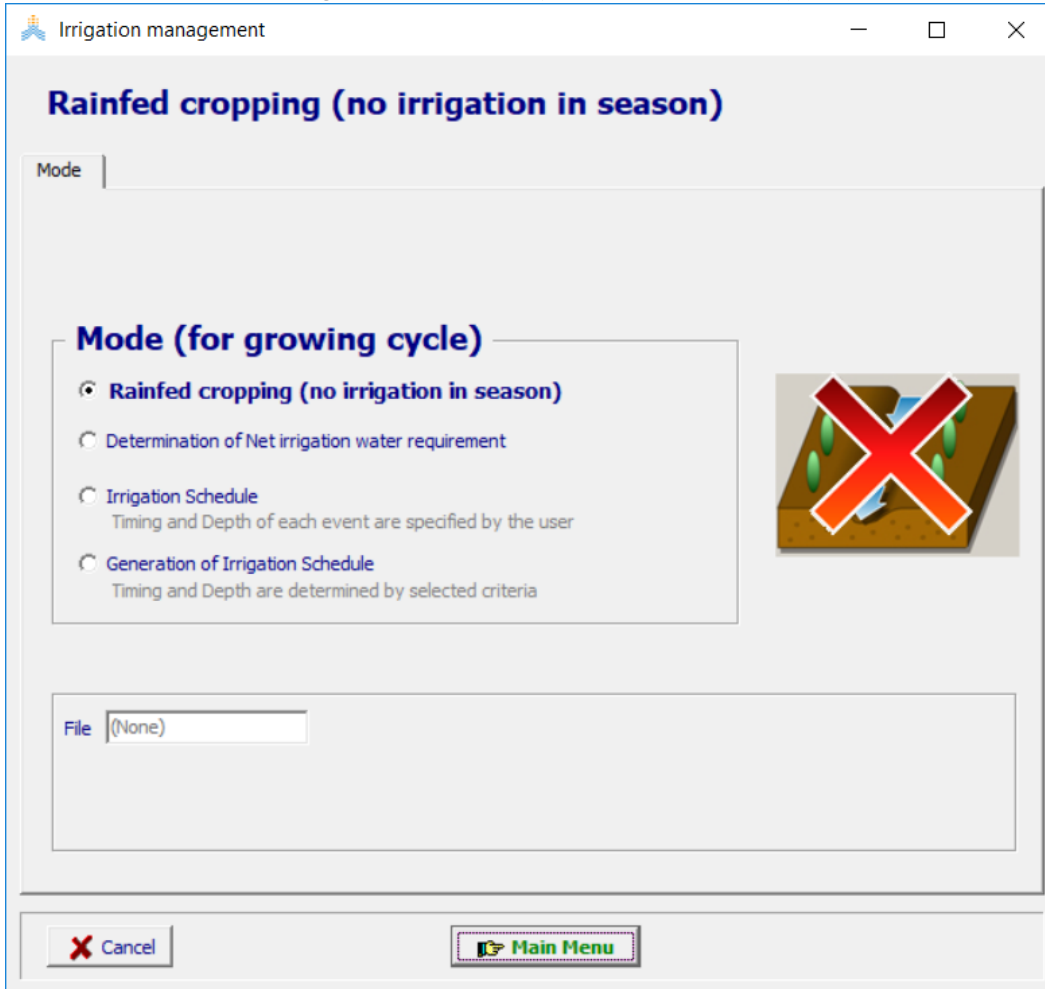 Irrigation management
Rainfed cropping (no irrigation in season)
Mode
Mode (for growing cycle)
Rainfed cropping (no irrigation in season)
Determination of Net irrigation water requirement
Irrigation Schedule
Timing and Depth of each event are specified by the user
Generation of Irrigation Schedule
Timing and Depth are determined by selected criteria
File (None)
Cancel Main Menu